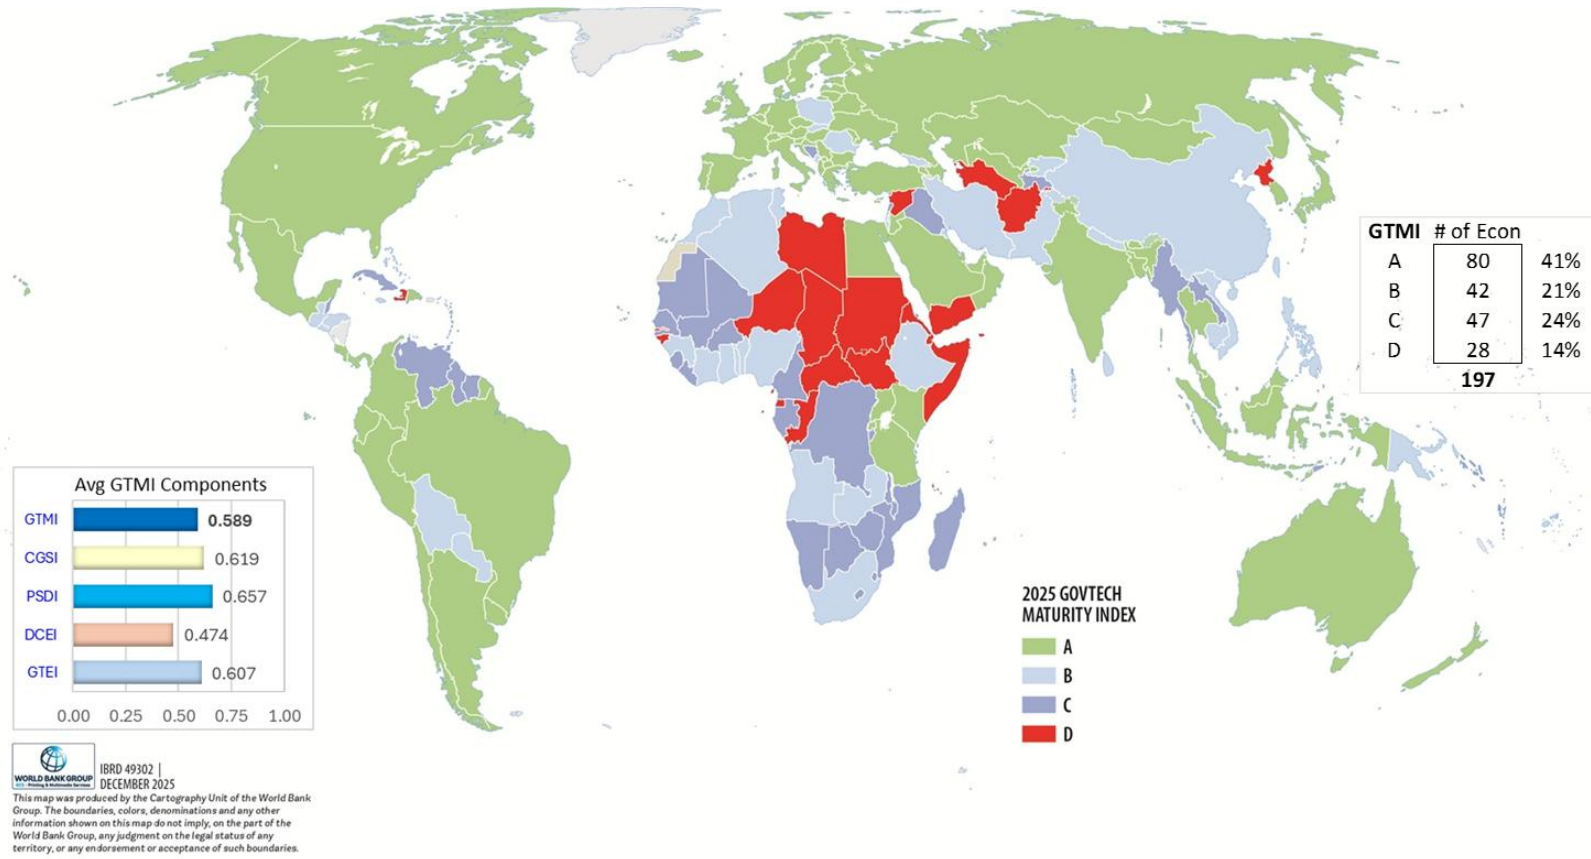 GTMI # of Econ
A 80 41%
B 42 21%
C 47 24%
D 28 14%
197
Avg GTMI Components
GTMI 0.589
CGSI 0.619
PSDI 0.657
DCEI 0.474
GTEI 0.607
0.00 0.25 0.50 0.75 1.00
2025 GOVTECH
MATURITY INDEX
A
B
C
D
WORLD BANK GROUP
IBRD 49302 |
DECEMBER 2025
This map was produced by the Cartography Unit of the World Bank
Group. The boundaries, colors, denominations and any other
information shown on this map do not imply, on the part of the
World Bank Group, any judgment on the legal status of any
territory, or any endorsement or acceptance of such boundaries.